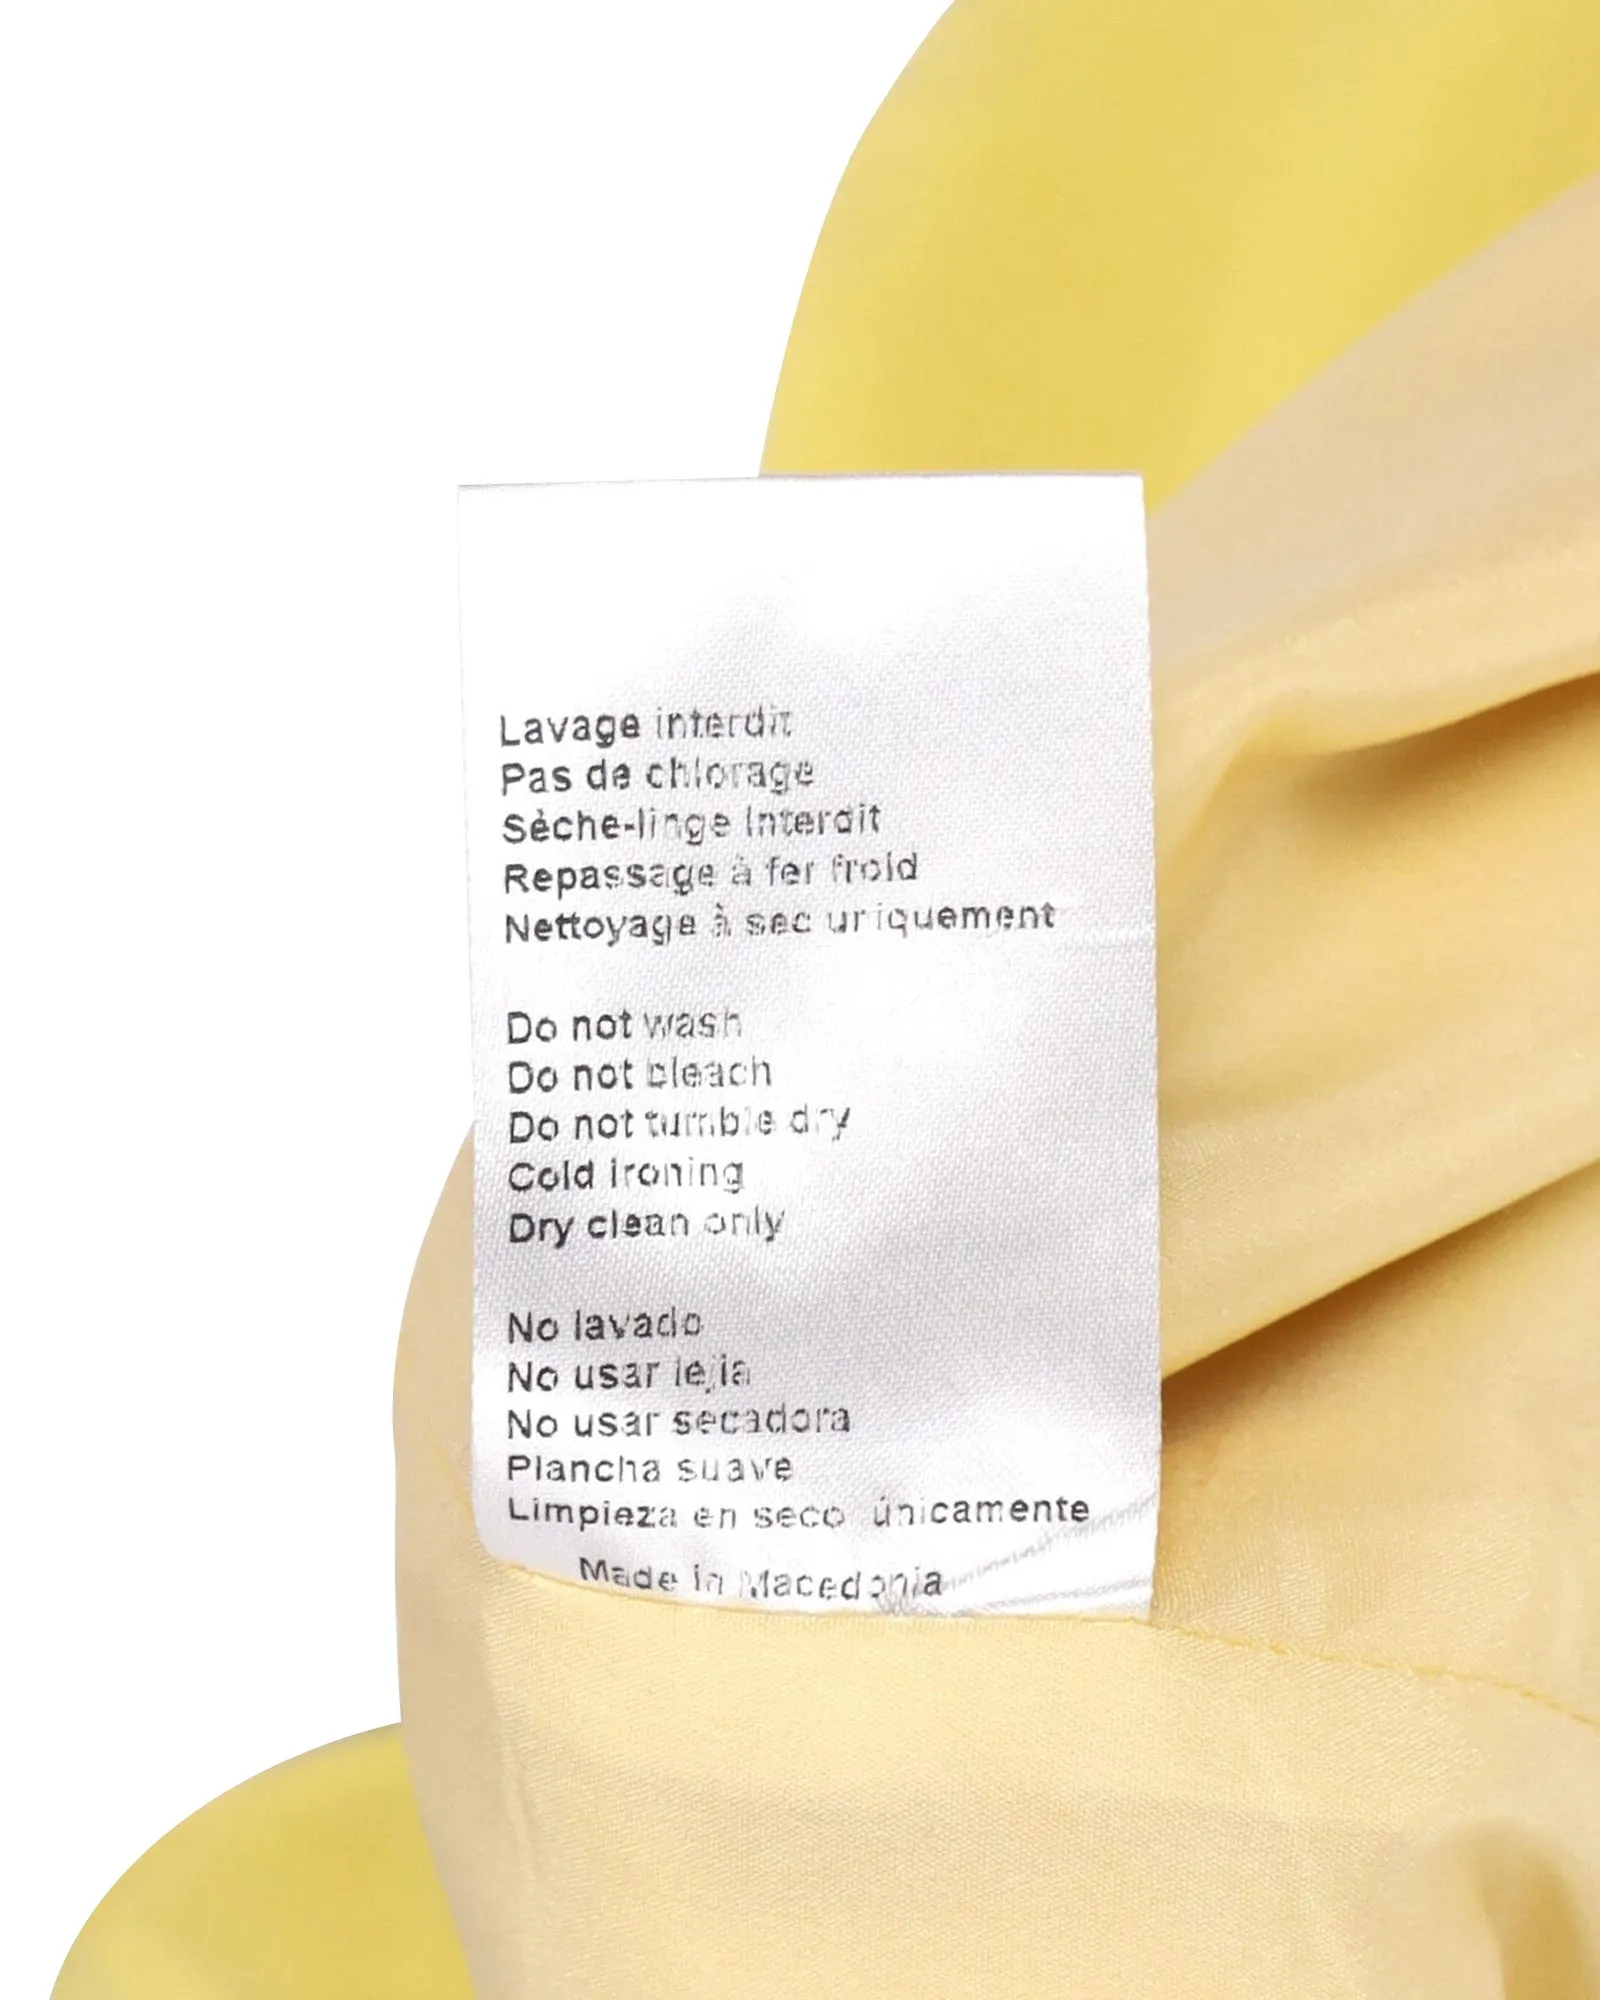 Lavage interdit
Pas de chlorage
Sèche-linge interdit
Repassage à fer froid
Nettoyage à sec uniquement
Do not wash
Do not bleach
Do not tumble dry
Cold ironing
Dry clean only
No lavado
No usar lejia
No usar secadora
Plancha suave
Limpieza en seco únicamente
Made in Macedonia